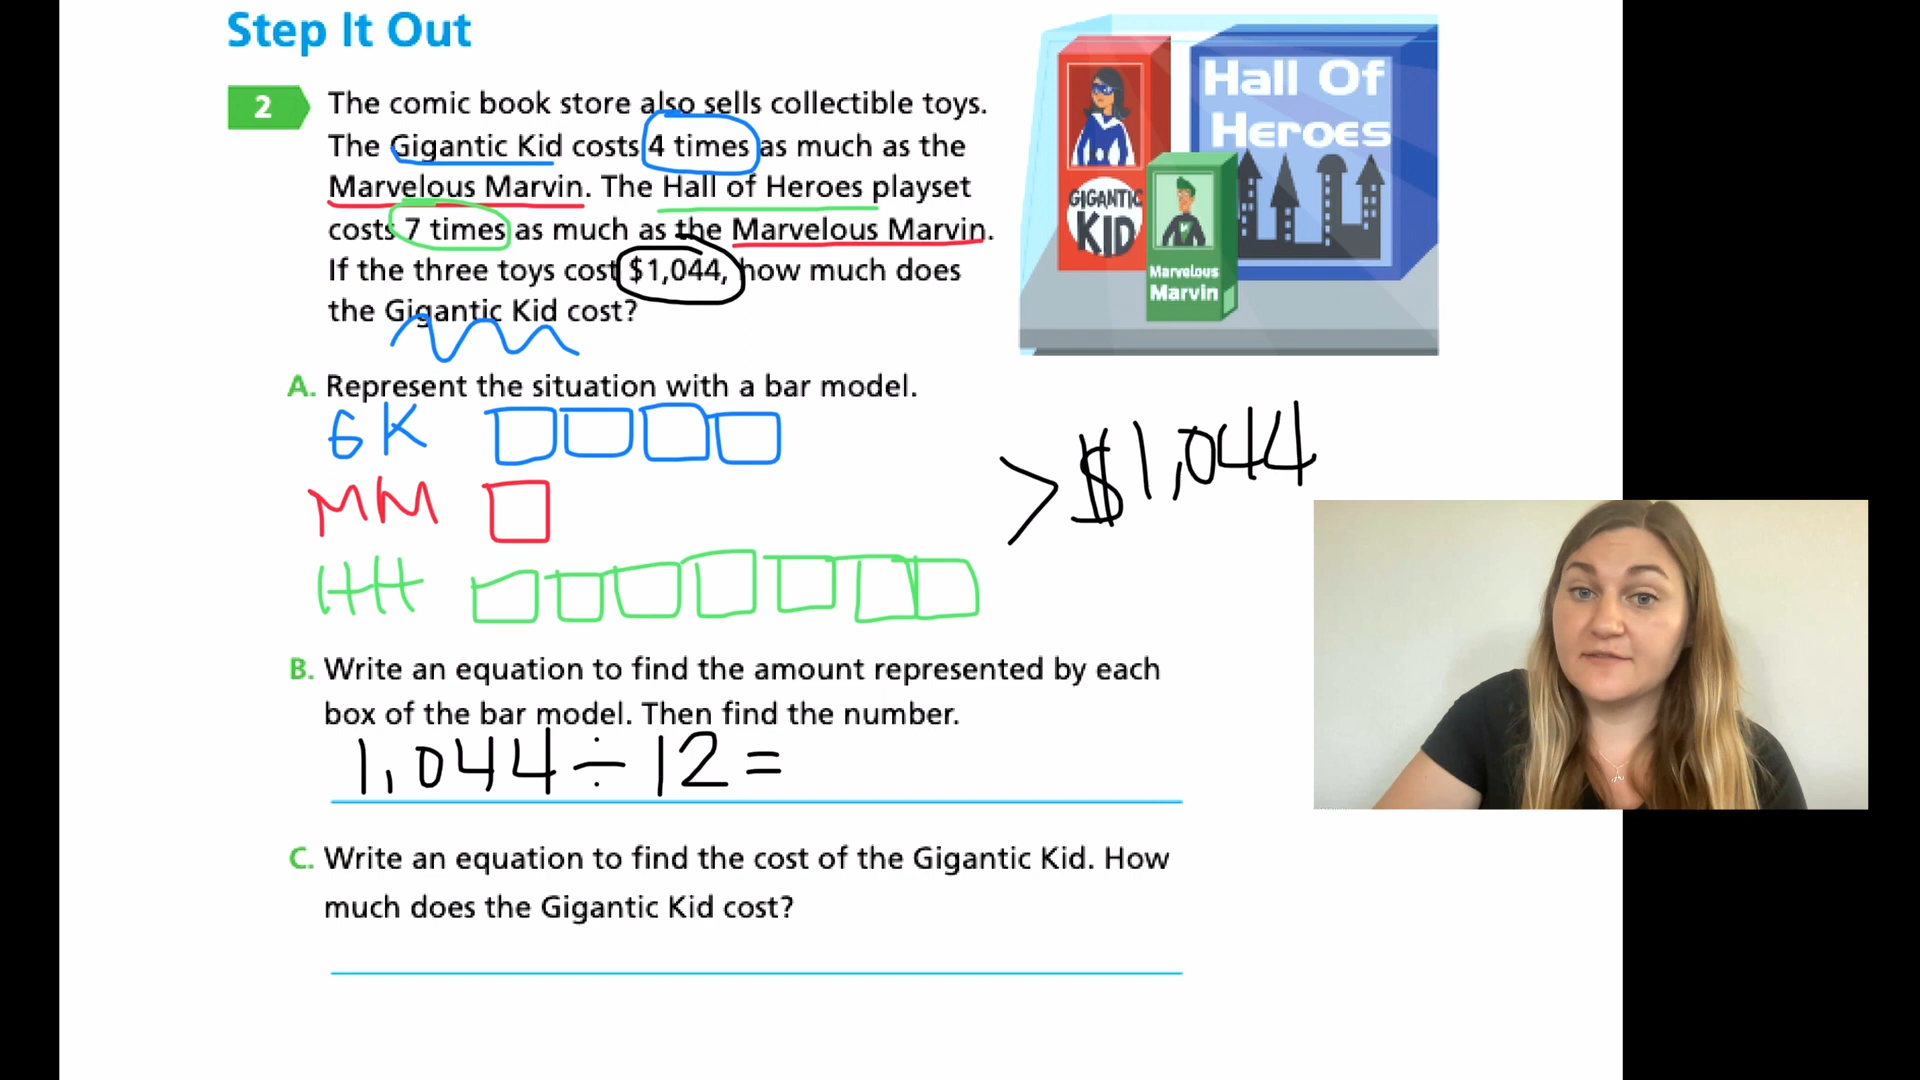 Step It Out
2 The comic book store also sells collectible toys.
The Gigantic Kid costs 4 times as much as the
Marvelous Marvin. The Hall of Heroes playset
costs 7 times as much as the Marvelous Marvin.
If the three toys cost $1,044, how much does
the Gigantic Kid cost?
Hall Of
Heroes
GIGANTIC
KID
Marvelous
Marvin
A. Represent the situation with a bar model.
GK
MM
HH
> $1,044
B. Write an equation to find the amount represented by each
box of the bar model. Then find the number.
1,044 ÷ 12 =
C. Write an equation to find the cost of the Gigantic Kid. How
much does the Gigantic Kid cost?